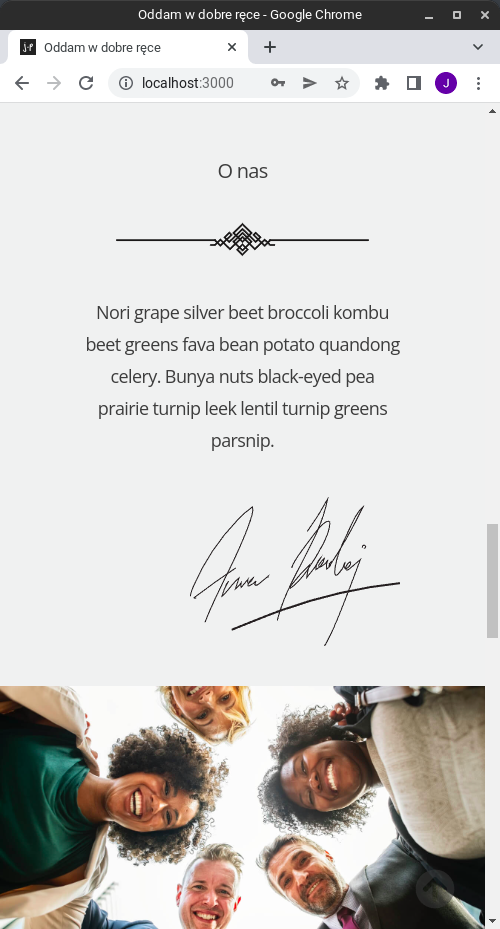 Oddam w dobre ręce - Google Chrome
Oddam w dobre ręce
localhost:3000
J
O nas
Nori grape silver beet broccoli kombu
beet greens fava bean potato quandong
celery. Bunya nuts black-eyed pea
prairie turnip leek lentil turnip greens
parsnip.